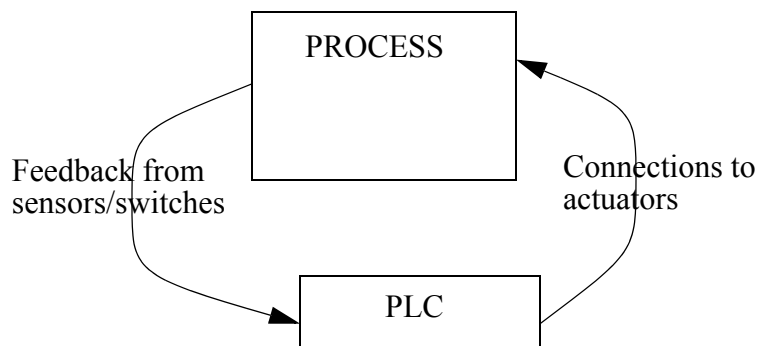 PROCESS
Feedback from
sensors/switches
Connections to
actuators
PLC